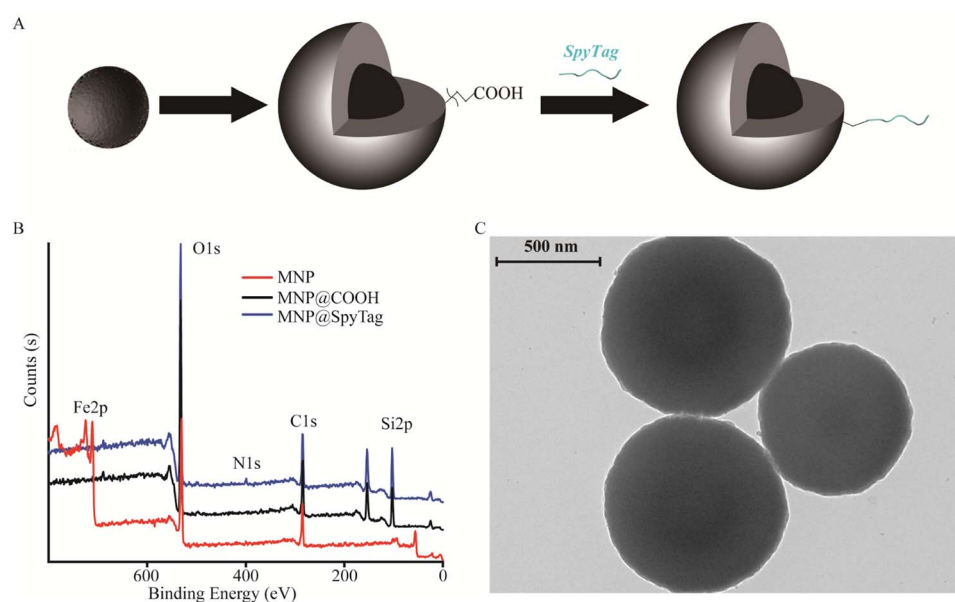 A
COOH
SpyTag
B
O1s
MNP
MNP@COOH
MNP@SpyTag
Fe2p
N1s
C1s
Si2p
Counts (s)
600
400
200
0
Binding Energy (eV)
C
500 nm